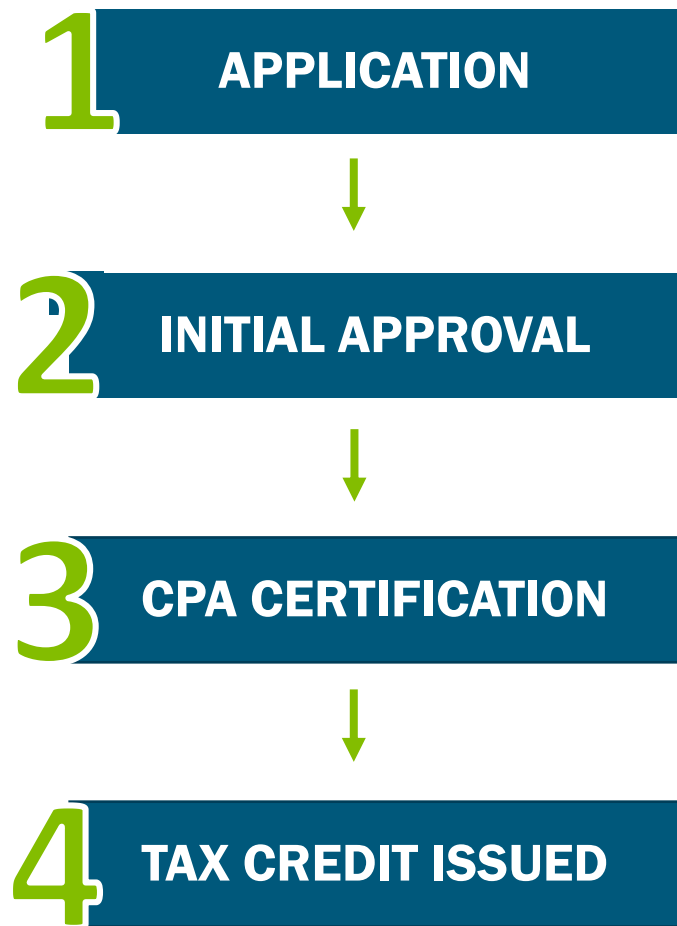 1 APPLICATION
2 INITIAL APPROVAL
3 CPA CERTIFICATION
4 TAX CREDIT ISSUED